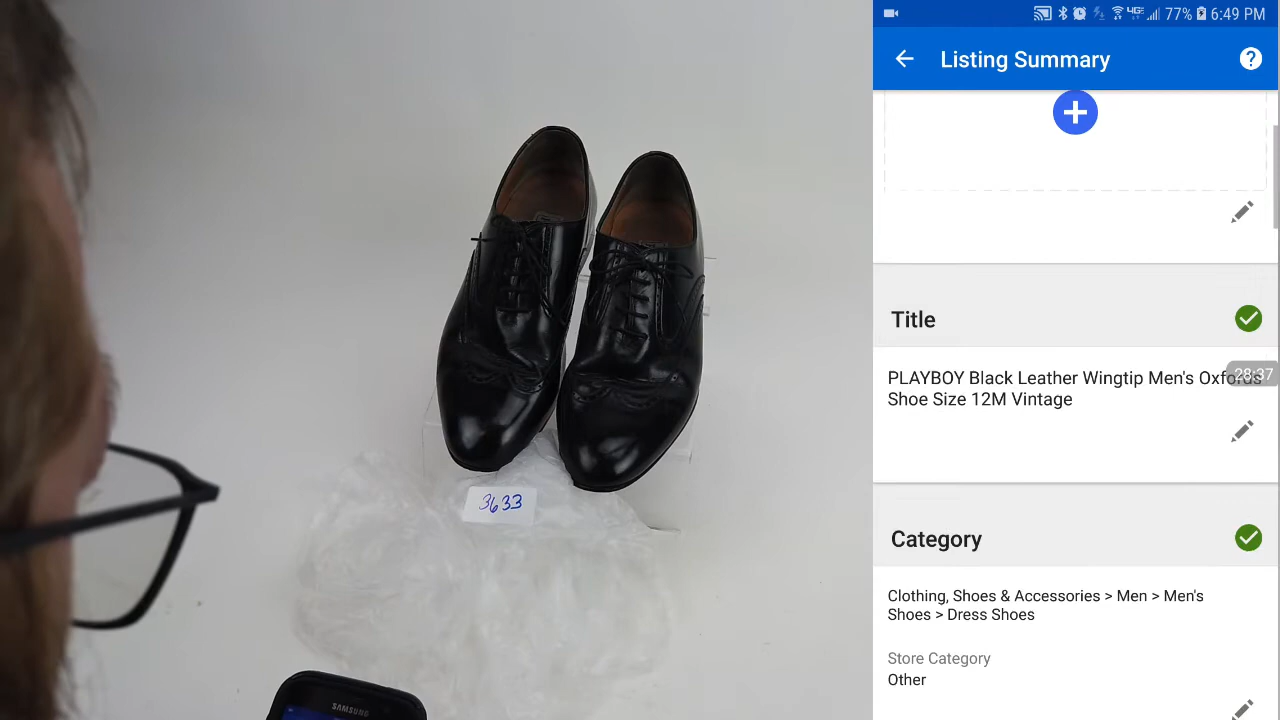 3633
SAMSUNG
4GE 77% 6:49 PM
Listing Summary
Title
PLAYBOY Black Leather Wingtip Men's Oxfords
28:37
Shoe Size 12M Vintage
Category
Clothing, Shoes & Accessories > Men > Men's
Shoes > Dress Shoes
Store Category
Other